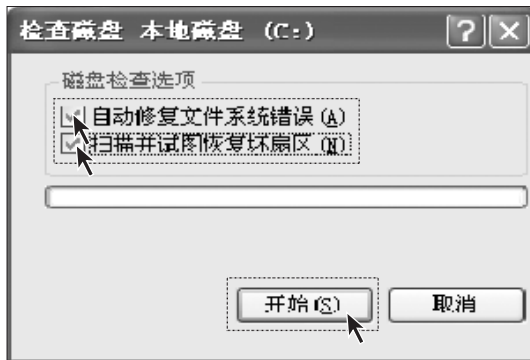 检查磁盘 本地磁盘 (C:)
磁盘检查选项
自动修复文件系统错误(A)
扫描并试图恢复坏扇区(N)
开始(S)
取消